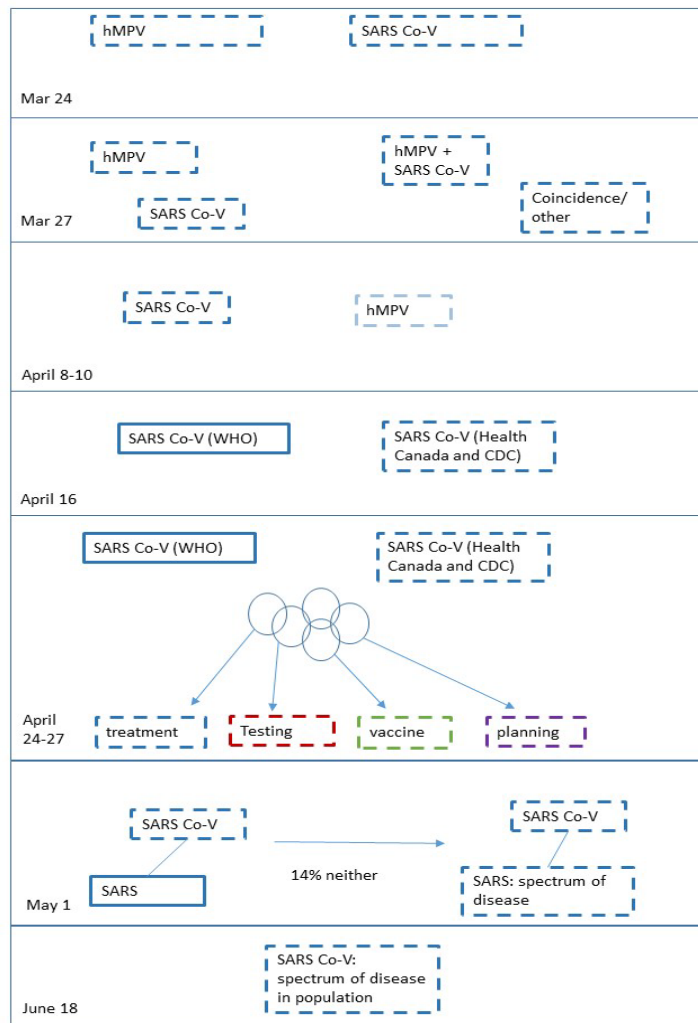 hMPV
SARS Co-V
Mar 24
hMPV
hMPV +
SARS Co-V
SARS Co-V
Coincidence/
other
Mar 27
SARS Co-V
hMPV
April 8-10
SARS Co-V (WHO)
SARS Co-V (Health
Canada and CDC)
April 16
SARS Co-V (WHO)
SARS Co-V (Health
Canada and CDC)
April
24-27
treatment
Testing
vaccine
planning
SARS Co-V
SARS Co-V
14% neither
SARS
SARS: spectrum of
disease
May 1
SARS Co-V:
spectrum of disease
in population
June 18